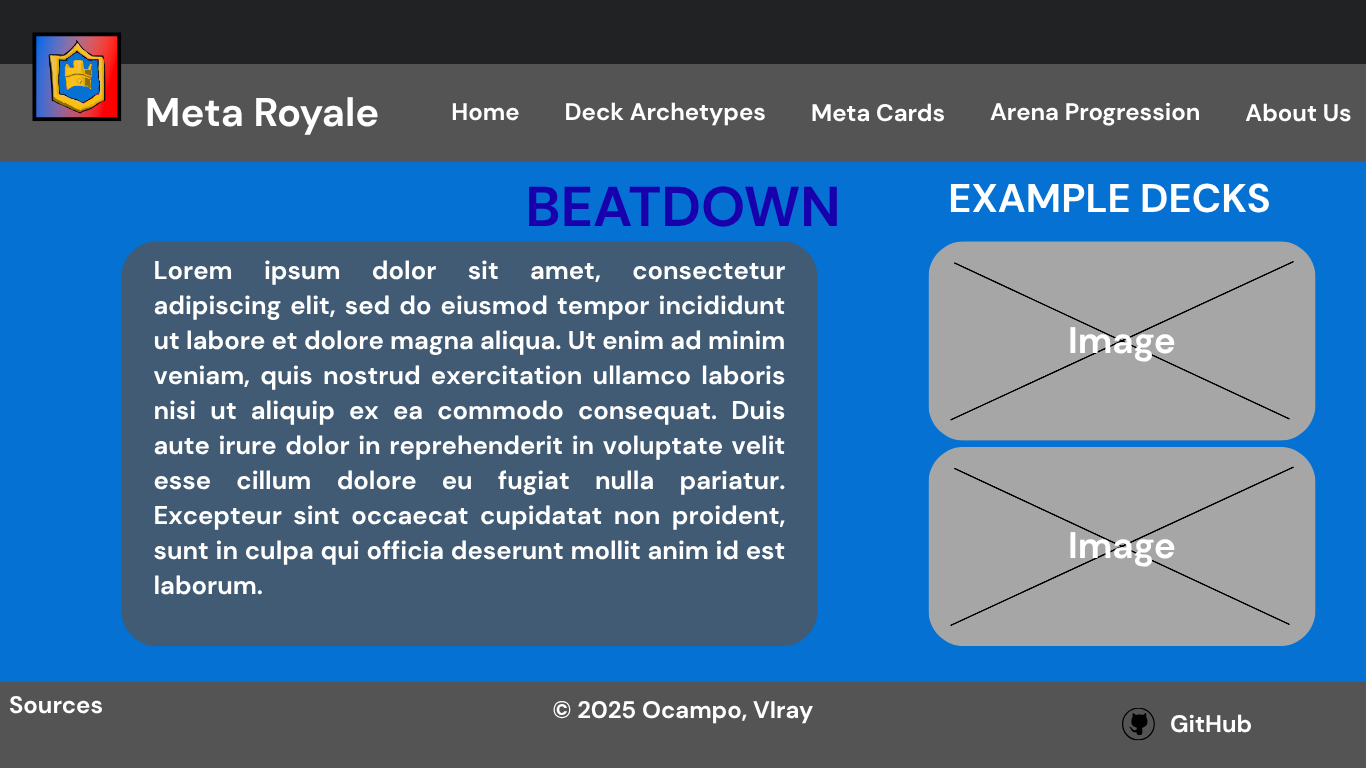 Meta Royale
Home
Deck Archetypes
Meta Cards
Arena Progression
About Us
BEATDOWN
Lorem ipsum dolor sit amet, consectetur
adipiscing elit, sed do eiusmod tempor incididunt
ut labore et dolore magna aliqua. Ut enim ad minim
veniam, quis nostrud exercitation ullamco laboris
nisi ut aliquip ex ea commodo consequat. Duis
aute irure dolor in reprehenderit in voluptate velit
esse cillum dolore eu fugiat nulla pariatur.
Excepteur sint occaecat cupidatat non proident,
sunt in culpa qui officia deserunt mollit anim id est
laborum.
EXAMPLE DECKS
Image
Image
Sources
© 2025 Ocampo, VIray
GitHub